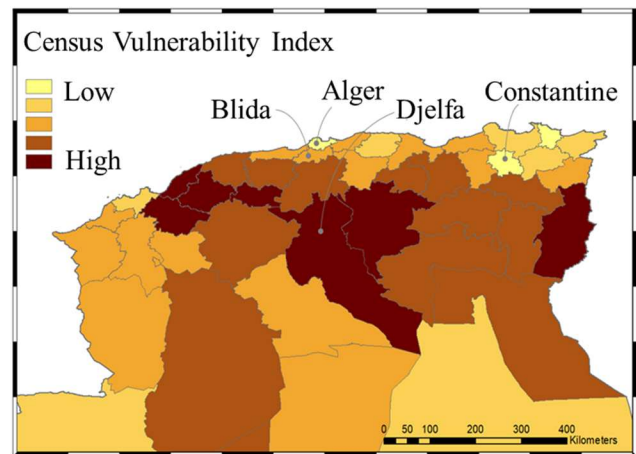 Census Vulnerability Index
Low
High
Blida
Alger
Djelfa
Constantine
0 50 100 200 300 400
Kilometers